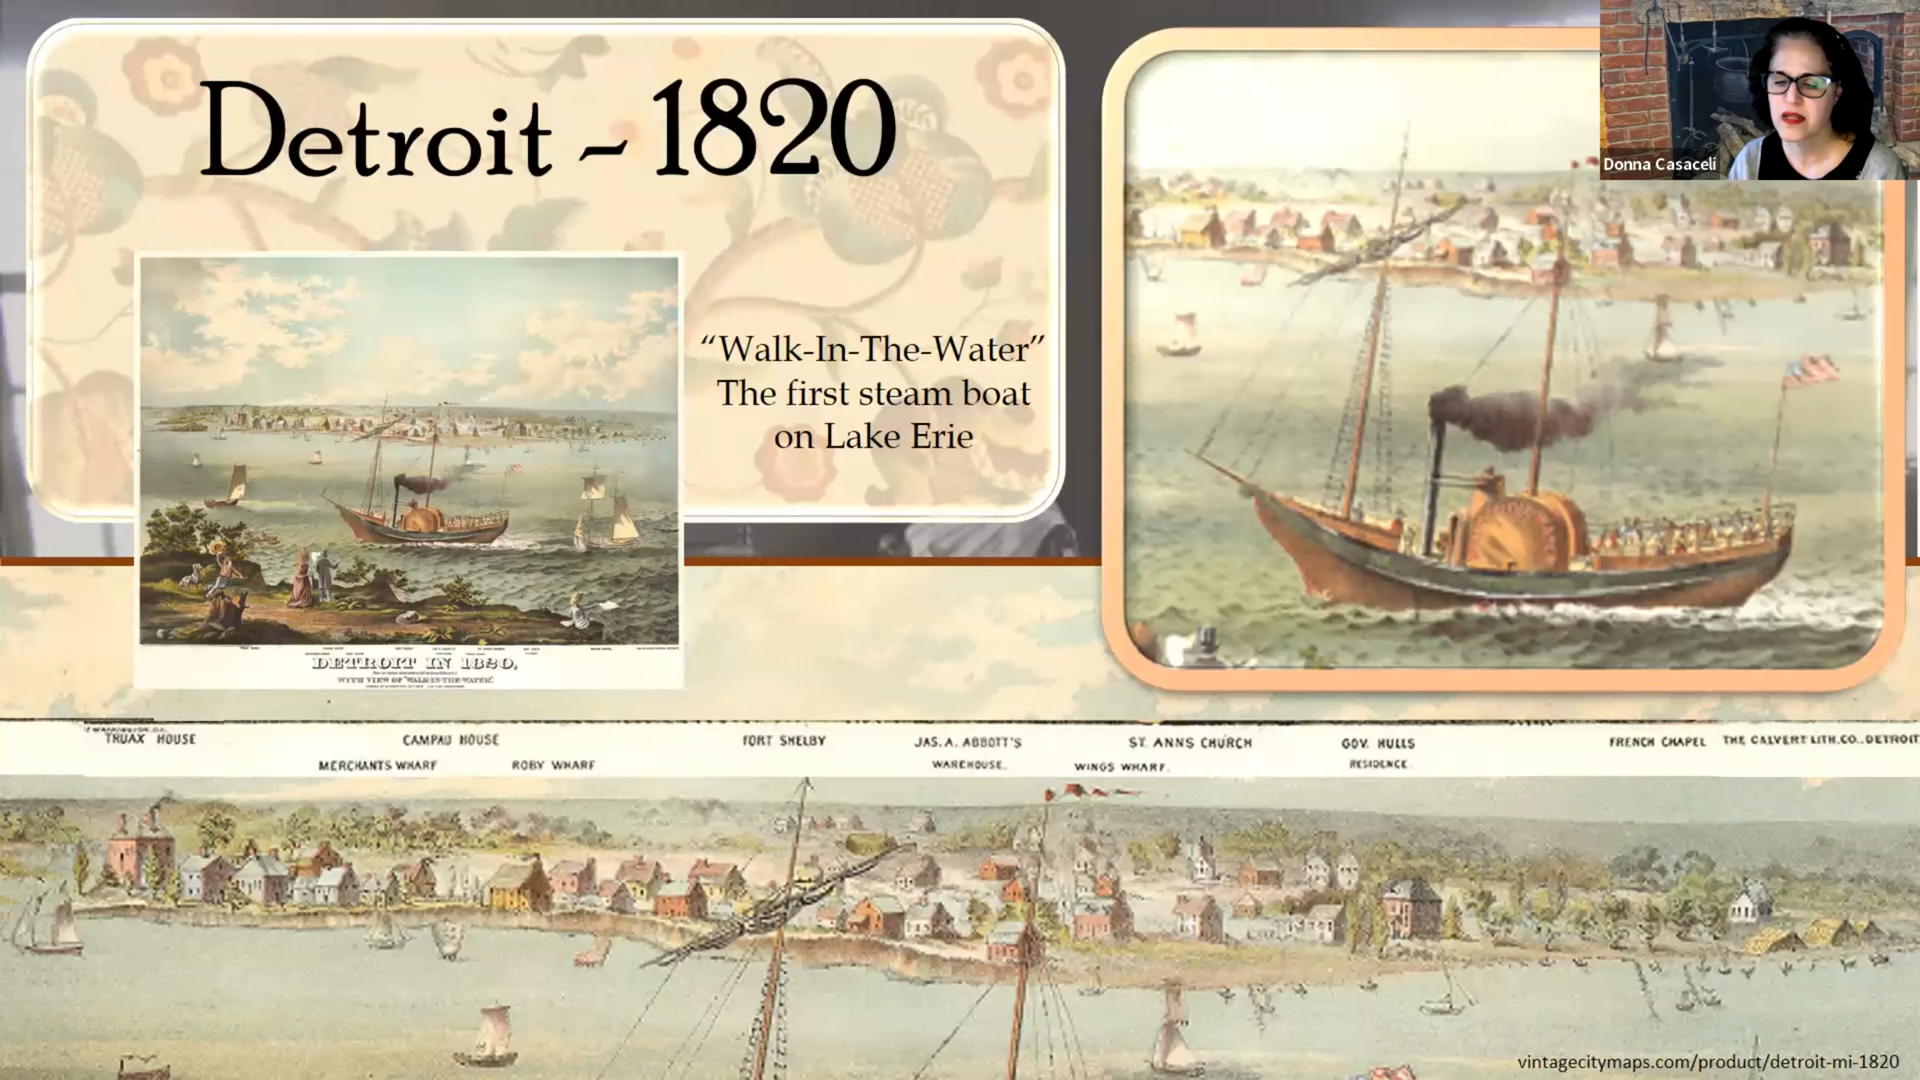 Detroit ~ 1820
Donna Casaceli
“Walk-In-The-Water”
The first steam boat
on Lake Erie
DETROIT IN 1820,
WITH VIEW OF "WALK-IN-THE-WATER."
TRUAX HOUSE
CAMPAU HOUSE
FORT SHELBY
JAS. A. ABBOTT'S
ST. ANNS CHURCH
GOV. HULLS
FRENCH CHAPEL
THE CALVERT LITH. CO., DETROIT
MERCHANTS WHARF
ROBY WHARF
WAREHOUSE.
WINGS WHARF.
RESIDENCE
vintagecitymaps.com/product/detroit-mi-1820